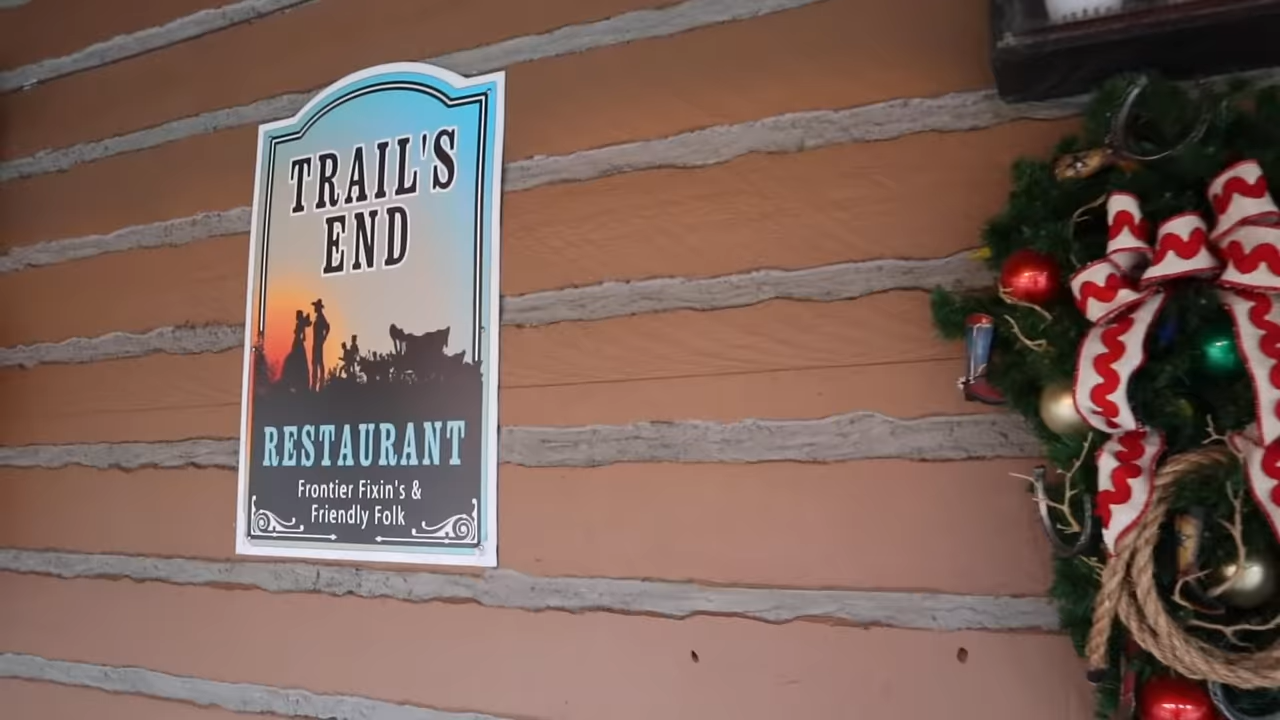 TRAIL'S
END
RESTAURANT
Frontier Fixin's &
Friendly Folk